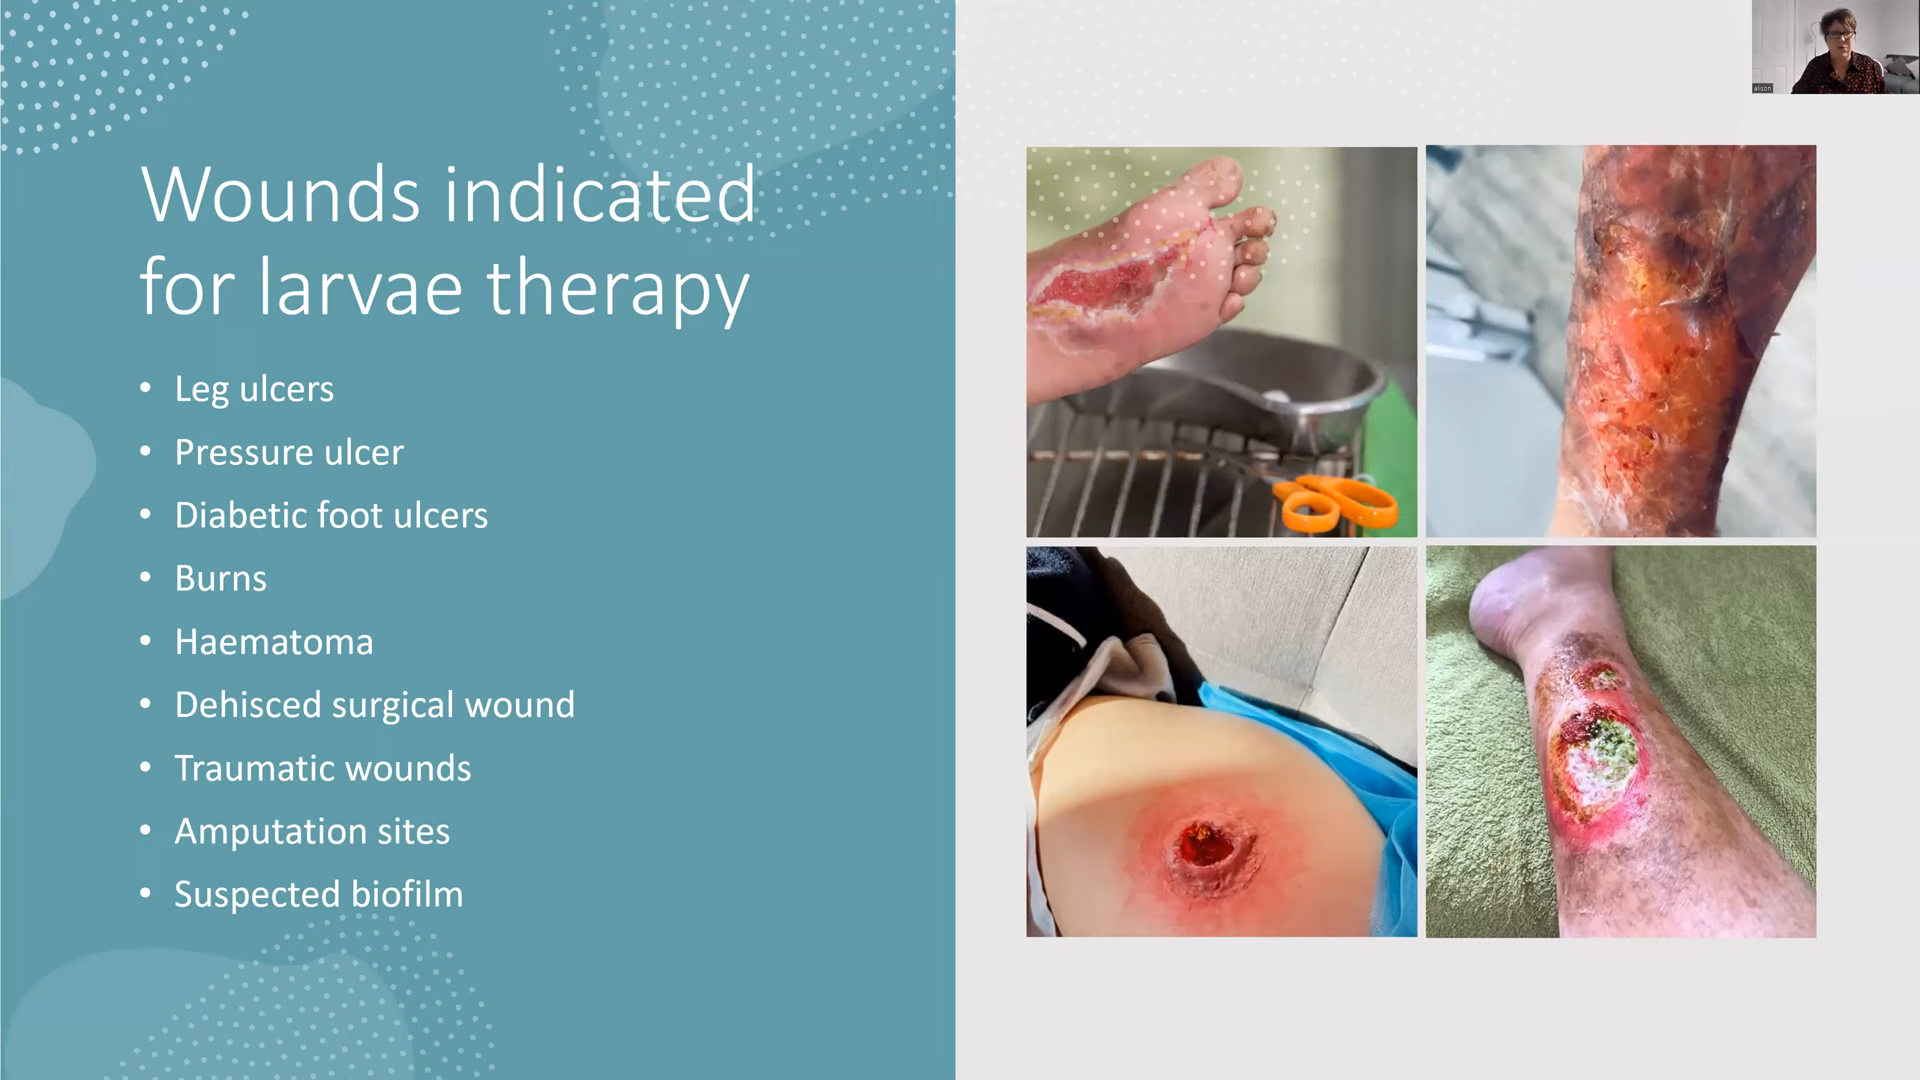 Wounds indicated
for larvae therapy
• Leg ulcers
• Pressure ulcer
• Diabetic foot ulcers
• Burns
• Haematoma
• Dehisced surgical wound
• Traumatic wounds
• Amputation sites
• Suspected biofilm
alison